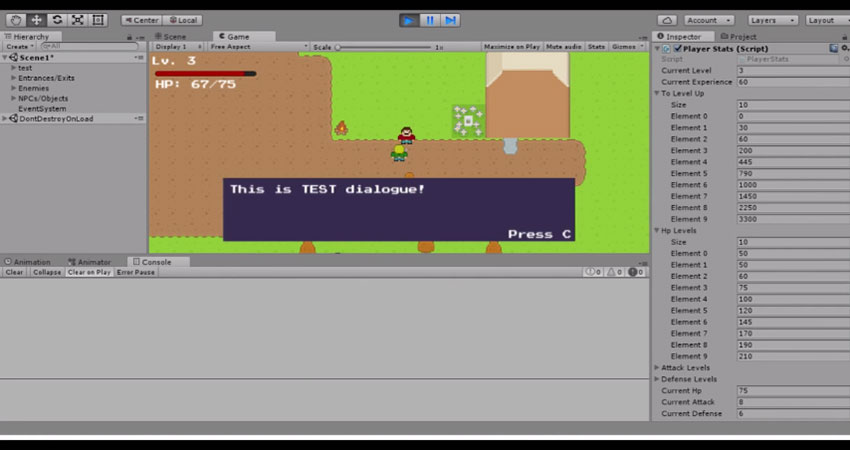 Center Local Account Layers Layout
Hierarchy Scene Game Inspector Project
Create All Display 1 Free Aspect Scale 1x Maximize on Play Mute audio Stats Gizmos Player Stats (Script)
Scene1*
test
Entrances/Exits
Enemies
NPCs/Objects
EventSystem
DontDestroyOnLoad
Lv. 3
HP: 67/75
This is TEST dialogue!
Press C
Script PlayerStats
Current Level 3
Current Experience 60
To Level Up
Size 10
Element 0 0
Element 1 30
Element 2 60
Element 3 200
Element 4 445
Element 5 790
Element 6 1000
Element 7 1450
Element 8 2250
Element 9 3300
Hp Levels
Size 10
Element 0 50
Element 1 50
Element 2 60
Element 3 75
Element 4 100
Element 5 120
Element 6 145
Element 7 170
Element 8 190
Element 9 210
Attack Levels
Defense Levels
Current Hp 75
Current Attack 8
Current Defense 6
Animation Animator Console
Clear Collapse Clear on Play Error Pause 0 0 0